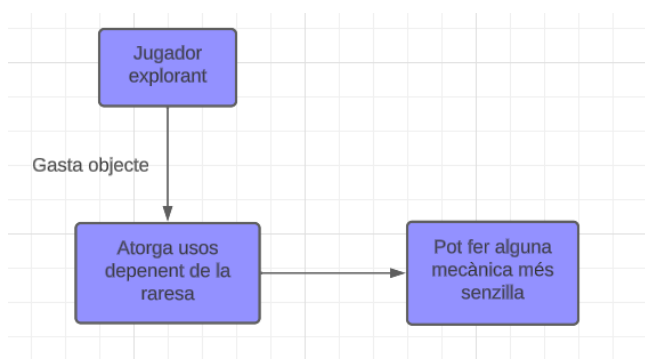 Jugador
explorant
Gasta objecte
Atorga usos
depenent de la
raresa
Pot fer alguna
mecànica més
senzilla